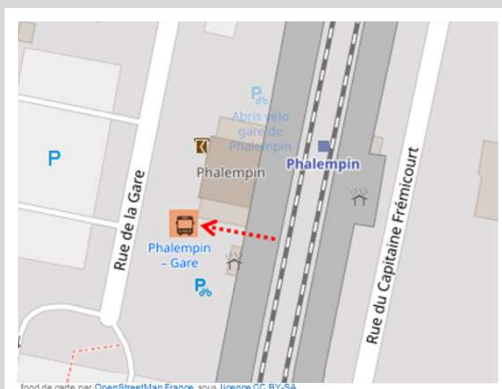 P
Abris vélo
gare de
Phalempin
Phalempin
Phalempin
P
Rue de la Gare
Rue du Capitaine Frémicourt
Phalempin
– Gare
P
fond de carte par OpenStreetMap France, sous licence CC BY-SA